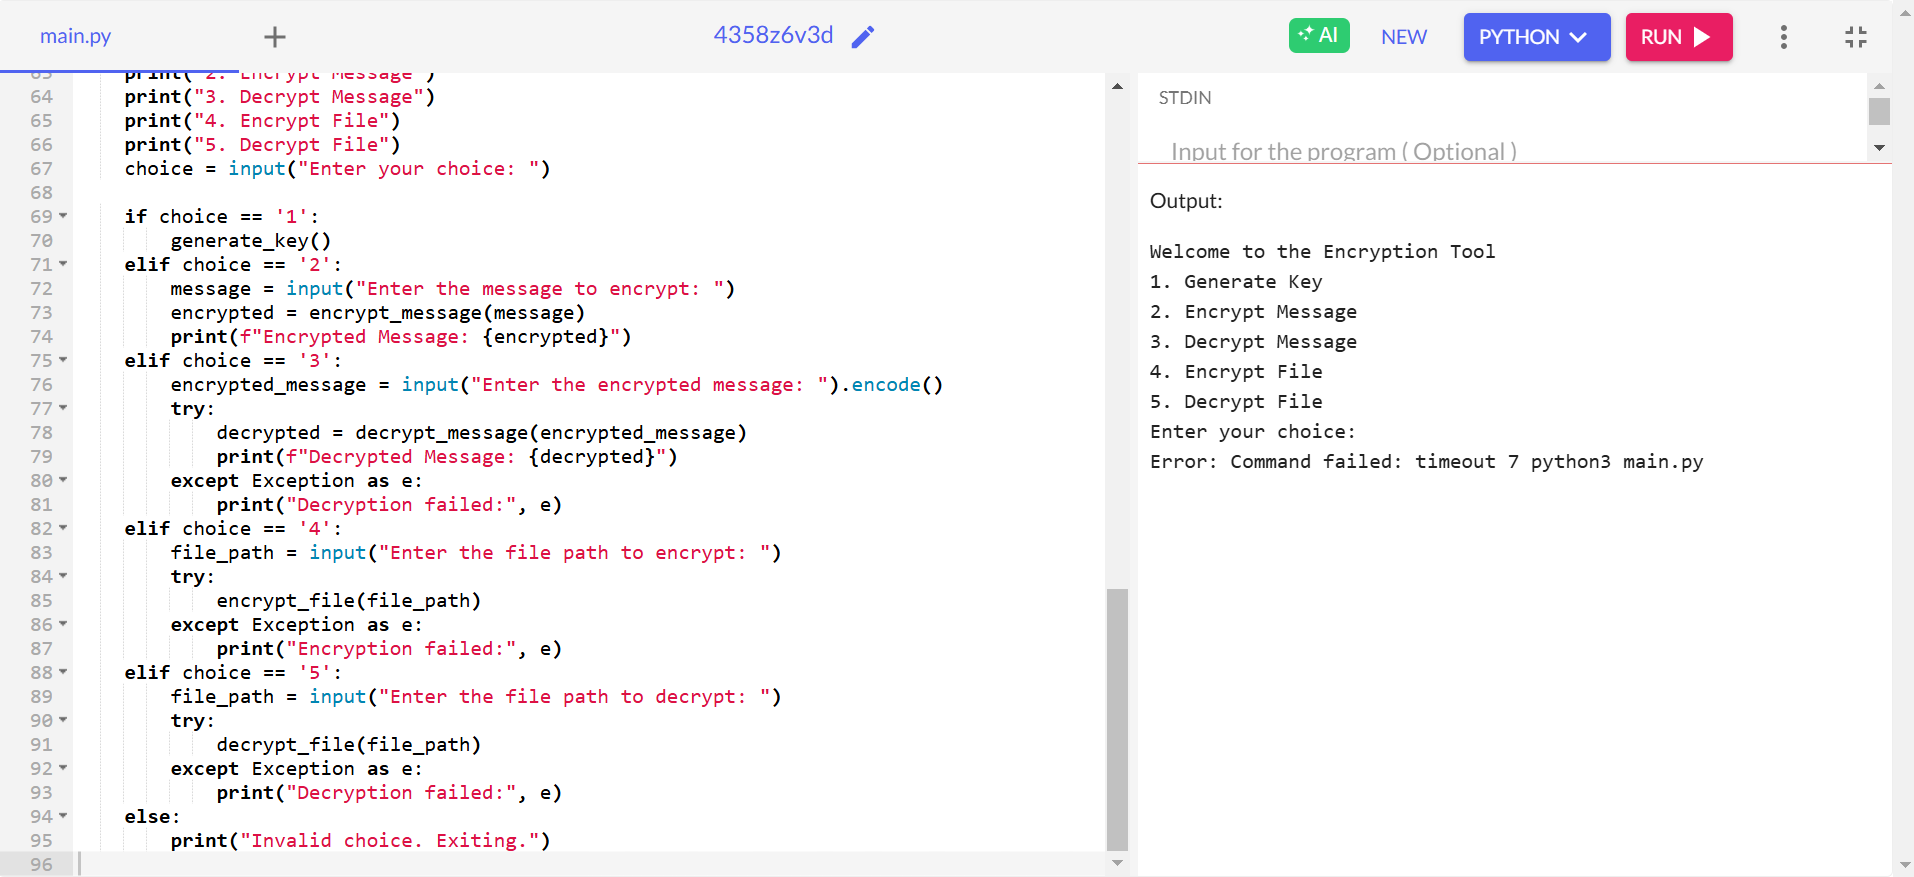 main.py
4358z6v3d
AI
NEW
PYTHON
RUN
64 print("3. Decrypt Message")
65 print("4. Encrypt File")
66 print("5. Decrypt File")
67 choice = input("Enter your choice: ")
68
69 if choice == '1':
70 generate_key()
71 elif choice == '2':
72 message = input("Enter the message to encrypt: ")
73 encrypted = encrypt_message(message)
74 print(f"Encrypted Message: {encrypted}")
75 elif choice == '3':
76 encrypted_message = input("Enter the encrypted message: ").encode()
77 try:
78 decrypted = decrypt_message(encrypted_message)
79 print(f"Decrypted Message: {decrypted}")
80 except Exception as e:
81 print("Decryption failed:", e)
82 elif choice == '4':
83 file_path = input("Enter the file path to encrypt: ")
84 try:
85 encrypt_file(file_path)
86 except Exception as e:
87 print("Encryption failed:", e)
88 elif choice == '5':
89 file_path = input("Enter the file path to decrypt: ")
90 try:
91 decrypt_file(file_path)
92 except Exception as e:
93 print("Decryption failed:", e)
94 else:
95 print("Invalid choice. Exiting.")
96
STDIN
Input for the program ( Optional )
Output:
Welcome to the Encryption Tool
1. Generate Key
2. Encrypt Message
3. Decrypt Message
4. Encrypt File
5. Decrypt File
Enter your choice:
Error: Command failed: timeout 7 python3 main.py